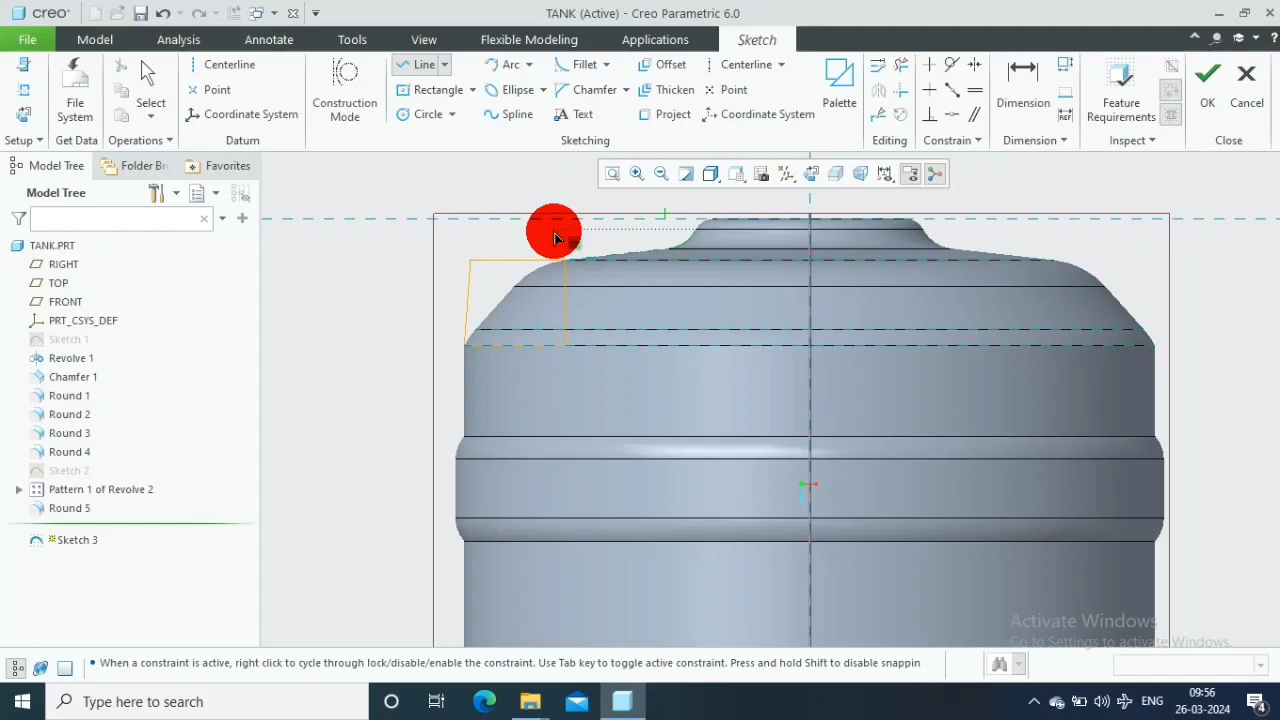 creo
TANK (Active) - Creo Parametric 6.0
File Model Analysis Annotate Tools View Flexible Modeling Applications Sketch
Line Arc Fillet Offset Centerline
Centerline
Rectangle Ellipse Chamfer Thicken Point
Point
Circle Spline Text Project Coordinate System
Coordinate System
File System
Select
Construction Mode
Palette
Dimension
Feature Requirements
OK
Cancel
Setup Get Data Operations Datum Sketching Editing Constrain Dimension Inspect Close
Model Tree Folder Br Favorites
Model Tree
TANK.PRT
RIGHT
TOP
FRONT
PRT_CSYS_DEF
Sketch 1
Revolve 1
Chamfer 1
Round 1
Round 2
Round 3
Round 4
Sketch 2
Pattern 1 of Revolve 2
Round 5
Sketch 3
Activate Windows
Go to Settings to activate Windows.
• When a constraint is active, right click to cycle through lock/disable/enable the constraint. Use Tab key to toggle active constraint. Press and hold Shift to disable snappin
Type here to search
ENG
09:56
26-03-2024
4